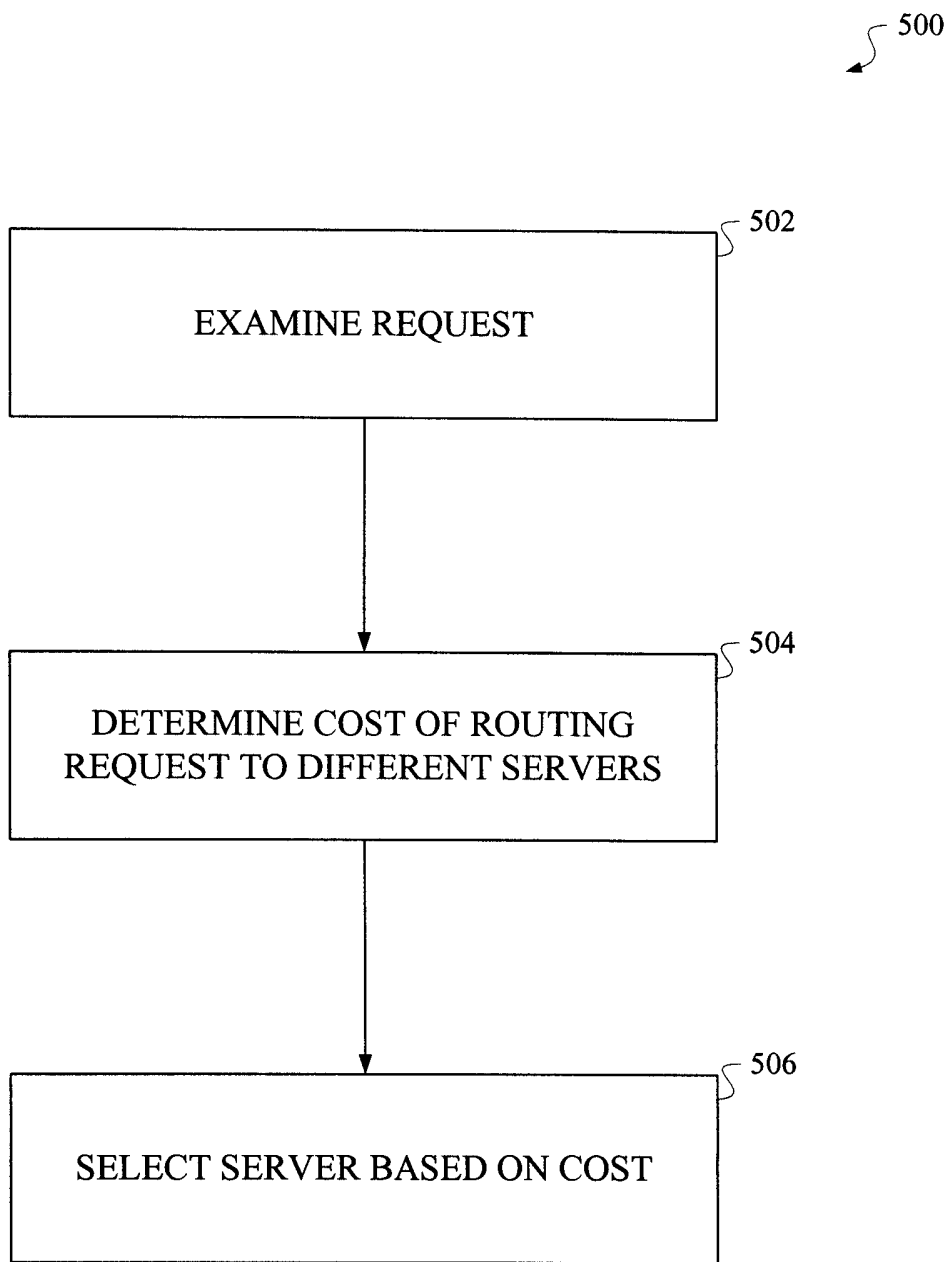 500
502
EXAMINE REQUEST
504
DETERMINE COST OF ROUTING
REQUEST TO DIFFERENT SERVERS
506
SELECT SERVER BASED ON COST